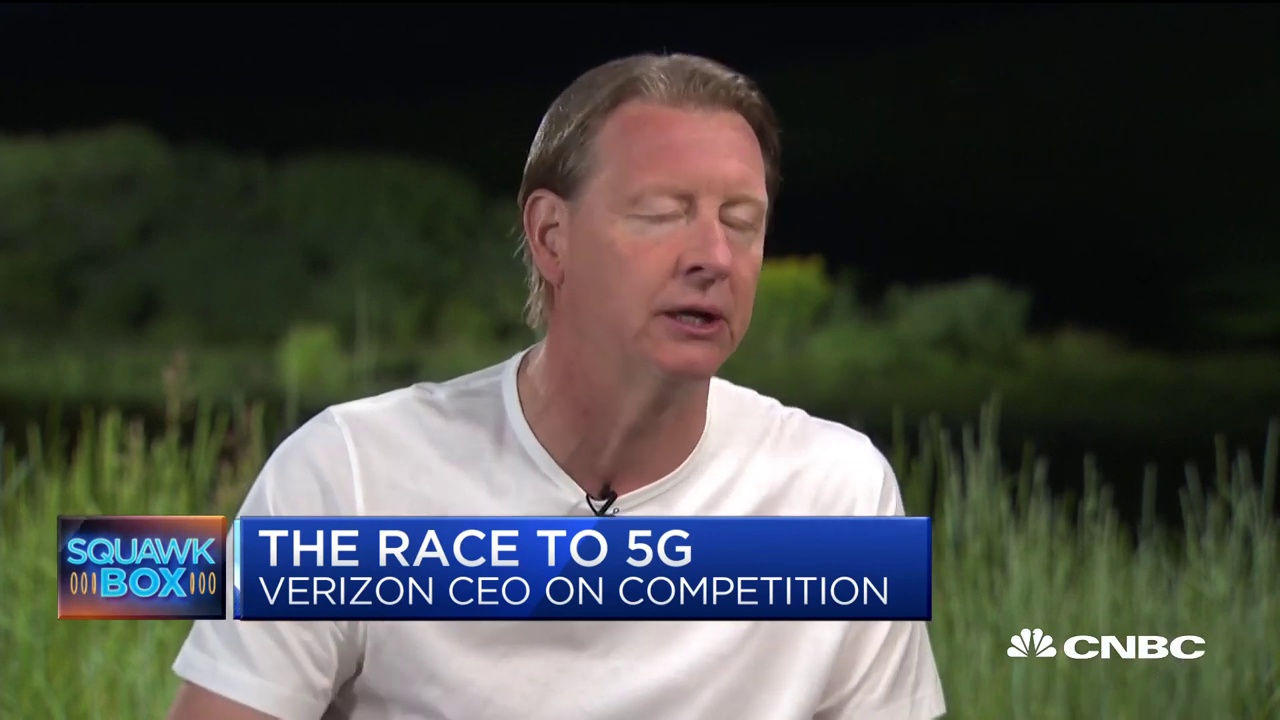 SQUAWK
BOX
THE RACE TO 5G
VERIZON CEO ON COMPETITION
CNBC